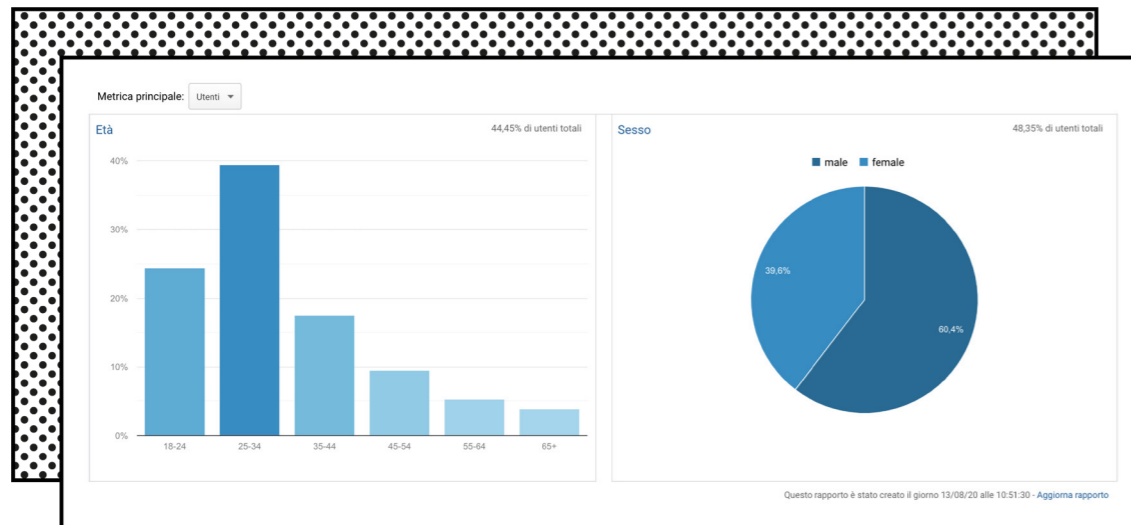 Metrica principale: Utenti
Età
44,45% di utenti totali
40%
30%
20%
10%
0%
18-24 25-34 35-44 45-54 55-64 65+
Sesso
48,35% di utenti totali
male female
39,6%
60,4%
Questo rapporto è stato creato il giorno 13/08/20 alle 10:51:30 - Aggiorna rapporto